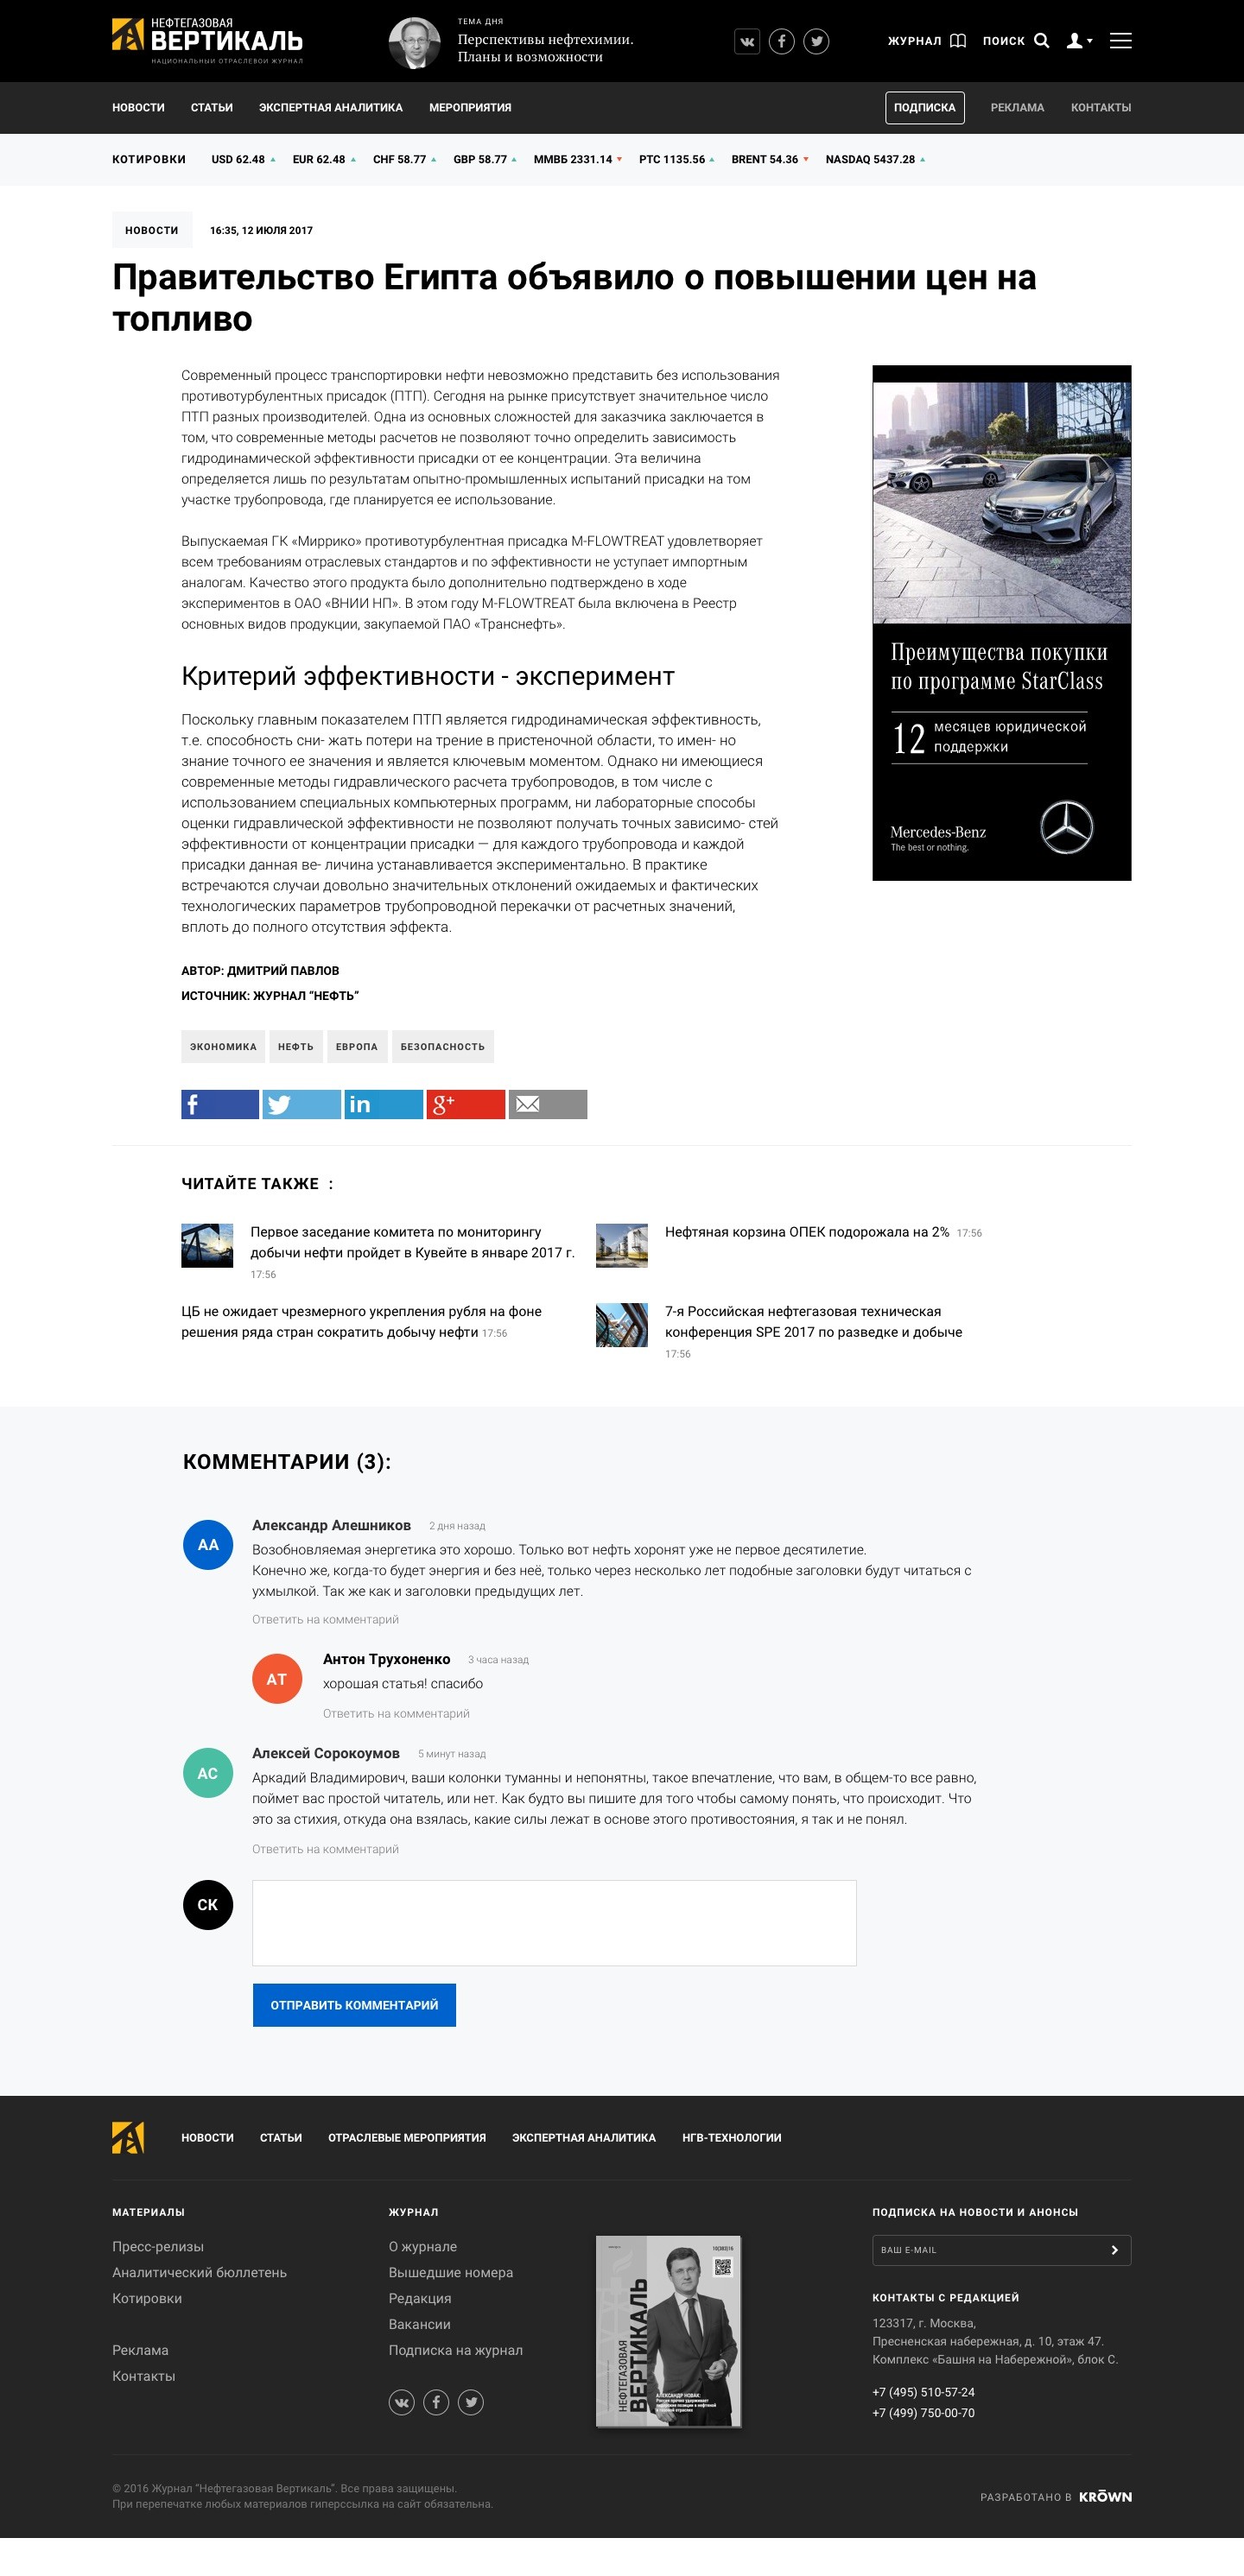 НЕФТЕГАЗОВАЯ
ВЕРТИКАЛЬ
НАЦИОНАЛЬНЫЙ ОТРАСЛЕВОЙ ЖУРНАЛ
ТЕМА ДНЯ
Перспективы нефтехимии.
Планы и возможности
ЖУРНАЛ ПОИСК
НОВОСТИ СТАТЬИ ЭКСПЕРТНАЯ АНАЛИТИКА МЕРОПРИЯТИЯ ПОДПИСКА РЕКЛАМА КОНТАКТЫ
КОТИРОВКИ USD 62.48 EUR 62.48 CHF 58.77 GBP 58.77 ММВБ 2331.14 РТС 1135.56 BRENT 54.36 NASDAQ 5437.28
НОВОСТИ 16:35, 12 ИЮЛЯ 2017
Правительство Египта объявило о повышении цен на
топливо
Современный процесс транспортировки нефти невозможно представить без использования
противотурбулентных присадок (ПТП). Сегодня на рынке присутствует значительное число
ПТП разных производителей. Одна из основных сложностей для заказчика заключается в
том, что современные методы расчетов не позволяют точно определить зависимость
гидродинамической эффективности присадки от ее концентрации. Эта величина
определяется лишь по результатам опытно-промышленных испытаний присадки на том
участке трубопровода, где планируется ее использование.
Выпускаемая ГК «Миррико» противотурбулентная присадка M-FLOWTREAT удовлетворяет
всем требованиям отраслевых стандартов и по эффективности не уступает импортным
аналогам. Качество этого продукта было дополнительно подтверждено в ходе
экспериментов в ОАО «ВНИИ НП». В этом году M-FLOWTREAT была включена в Реестр
основных видов продукции, закупаемой ПАО «Транснефть».
Критерий эффективности - эксперимент
Поскольку главным показателем ПТП является гидродинамическая эффективность,
т.е. способность сни- жать потери на трение в пристеночной области, то имен- но
знание точного ее значения и является ключевым моментом. Однако ни имеющиеся
современные методы гидравлического расчета трубопроводов, в том числе с
использованием специальных компьютерных программ, ни лабораторные способы
оценки гидравлической эффективности не позволяют получать точных зависимо- стей
эффективности от концентрации присадки — для каждого трубопровода и каждой
присадки данная ве- личина устанавливается экспериментально. В практике
встречаются случаи довольно значительных отклонений ожидаемых и фактических
технологических параметров трубопроводной перекачки от расчетных значений,
вплоть до полного отсутствия эффекта.
Преимущества покупки
по программе StarClass
12 месяцев юридической
поддержки
Mercedes-Benz
The best or nothing.
АВТОР: ДМИТРИЙ ПАВЛОВ
ИСТОЧНИК: ЖУРНАЛ “НЕФТЬ”
ЭКОНОМИКА НЕФТЬ ЕВРОПА БЕЗОПАСНОСТЬ
f in g+
ЧИТАЙТЕ ТАКЖЕ :
Первое заседание комитета по мониторингу
добычи нефти пройдет в Кувейте в январе 2017 г.
17:56
Нефтяная корзина ОПЕК подорожала на 2% 17:56
ЦБ не ожидает чрезмерного укрепления рубля на фоне
решения ряда стран сократить добычу нефти 17:56
7-я Российская нефтегазовая техническая
конференция SPE 2017 по разведке и добыче
17:56
КОММЕНТАРИИ (3):
АА
Александр Алешников 2 дня назад
Возобновляемая энергетика это хорошо. Только вот нефть хоронят уже не первое десятилетие.
Конечно же, когда-то будет энергия и без неё, только через несколько лет подобные заголовки будут читаться с
ухмылкой. Так же как и заголовки предыдущих лет.
Ответить на комментарий
АТ
Антон Трухоненко 3 часа назад
хорошая статья! спасибо
Ответить на комментарий
АС
Алексей Сорокоумов 5 минут назад
Аркадий Владимирович, ваши колонки туманны и непонятны, такое впечатление, что вам, в общем-то все равно,
поймет вас простой читатель, или нет. Как будто вы пишите для того чтобы самому понять, что происходит. Что
это за стихия, откуда она взялась, какие силы лежат в основе этого противостояния, я так и не понял.
Ответить на комментарий
СК
ОТПРАВИТЬ КОММЕНТАРИЙ
НОВОСТИ СТАТЬИ ОТРАСЛЕВЫЕ МЕРОПРИЯТИЯ ЭКСПЕРТНАЯ АНАЛИТИКА НГВ-ТЕХНОЛОГИИ
МАТЕРИАЛЫ
Пресс-релизы
Аналитический бюллетень
Котировки
Реклама
Контакты
ЖУРНАЛ
О журнале
Вышедшие номера
Редакция
Вакансии
Подписка на журнал
НЕФТЕГАЗОВАЯ
ВЕРТИКАЛЬ
АЛЕКСАНДР НОВАК:
ПОДПИСКА НА НОВОСТИ И АНОНСЫ
ВАШ E-MAIL
КОНТАКТЫ С РЕДАКЦИЕЙ
123317, г. Москва,
Пресненская набережная, д. 10, этаж 47.
Комплекс «Башня на Набережной», блок С.
+7 (495) 510-57-24
+7 (499) 750-00-70
© 2016 Журнал “Нефтегазовая Вертикаль”. Все права защищены.
При перепечатке любых материалов гиперссылка на сайт обязательна.
РАЗРАБОТАНО В KRŌWN